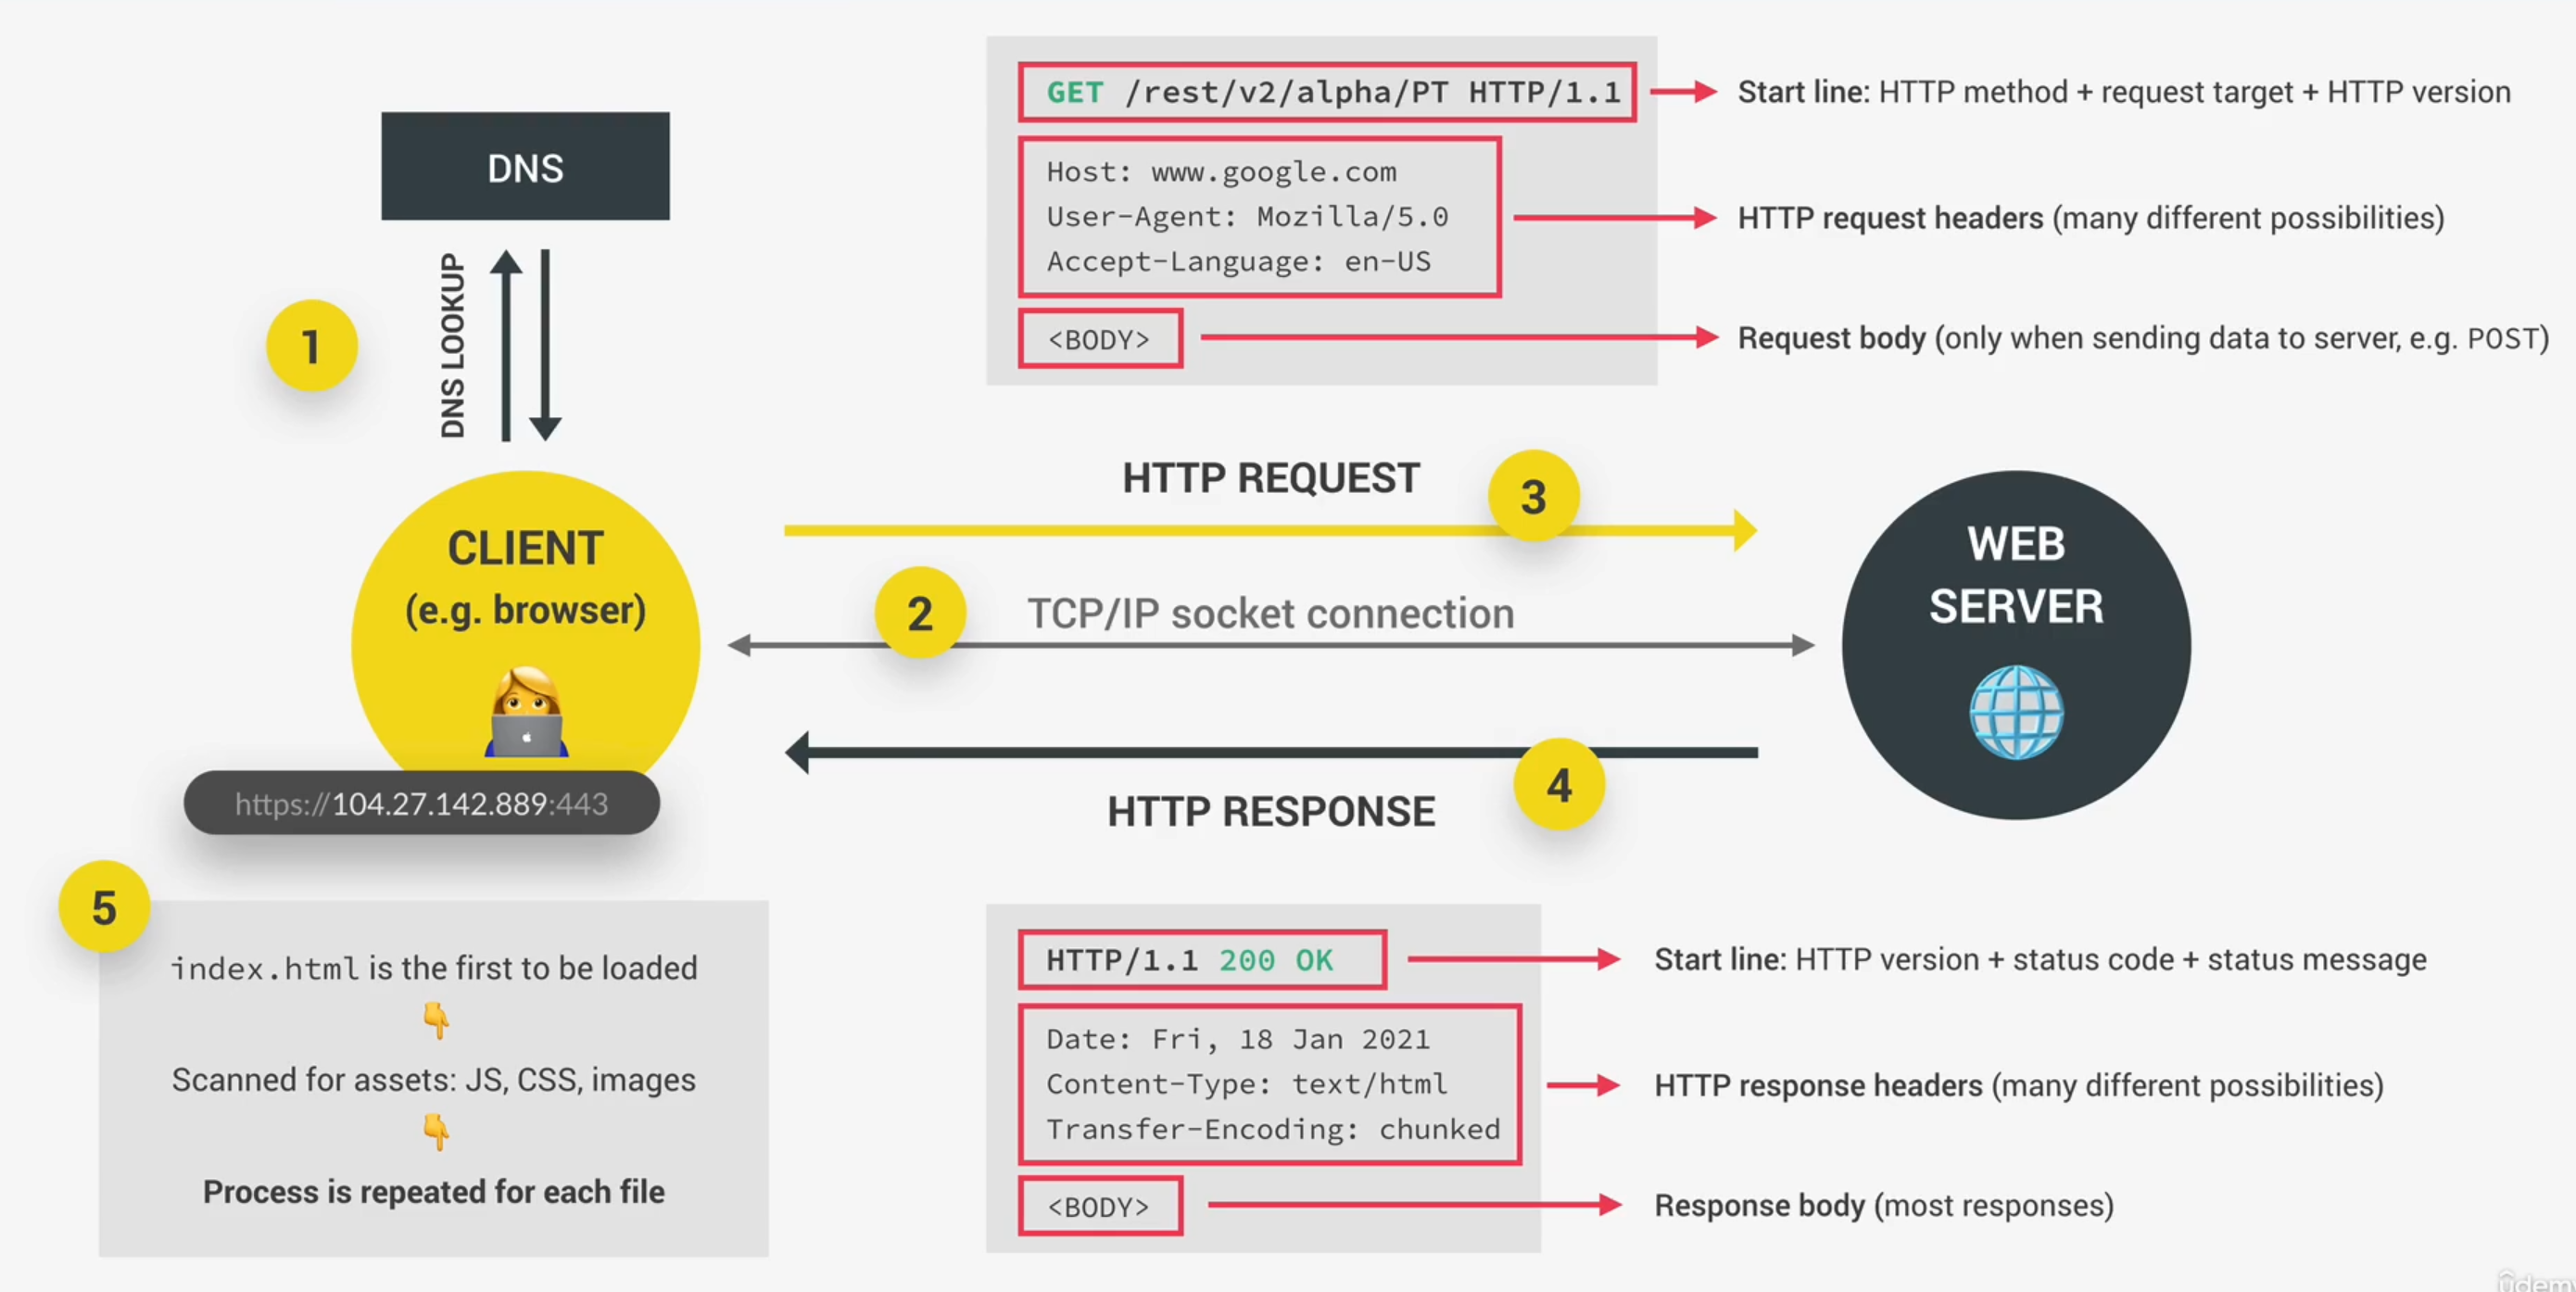 DNS
DNS LOOKUP
1
CLIENT
(e.g. browser)
https://104.27.142.889:443
GET /rest/v2/alpha/PT HTTP/1.1
Start line: HTTP method + request target + HTTP version
Host: www.google.com
User-Agent: Mozilla/5.0
Accept-Language: en-US
HTTP request headers (many different possibilities)
<BODY>
Request body (only when sending data to server, e.g. POST)
HTTP REQUEST
3
2
TCP/IP socket connection
4
HTTP RESPONSE
WEB
SERVER
5
index.html is the first to be loaded
Scanned for assets: JS, CSS, images
Process is repeated for each file
HTTP/1.1 200 OK
Start line: HTTP version + status code + status message
Date: Fri, 18 Jan 2021
Content-Type: text/html
Transfer-Encoding: chunked
HTTP response headers (many different possibilities)
<BODY>
Response body (most responses)